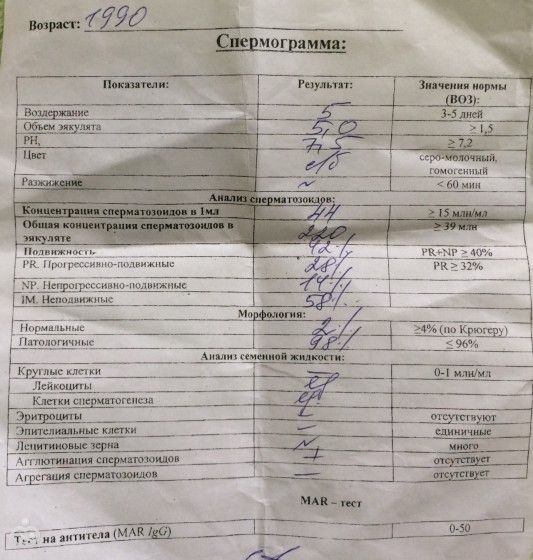 Возраст: 1990
Спермограмма:
Показатели: Результат: Значения нормы (ВОЗ):
Воздержание 5 3-5 дней
Объем эякулята 5,0 ≥ 1,5
PH, 7,5 ≥ 7,2
Цвет с/б серо-молочный, гомогенный
Разжижение ~ < 60 мин
Анализ сперматозоидов:
Концентрация сперматозоидов в 1мл 44 ≥ 15 млн/мл
Общая концентрация сперматозоидов в эякуляте 220 ≥ 39 млн
Подвижность 42% PR+NP ≥ 40%
PR. Прогрессивно-подвижные 28% PR ≥ 32%
NP. Непрогрессивно-подвижные 14%
IM. Неподвижные 58%
Морфология:
Нормальные 2% ≥4% (по Крюгеру)
Патологичные 98% ≤ 96%
Анализ семенной жидкости:
Круглые клетки – 0-1 млн/мл
Лейкоциты ед
Клетки сперматогенеза ед.
Эритроциты отсутствуют
Эпителиальные клетки – единичные
Лецитиновые зерна ~ много
Агглютинация сперматозоидов + отсутствует
Агрегация сперматозоидов – отсутствует
MAR – тест
Тест на антитела (MAR IgG) 0-50